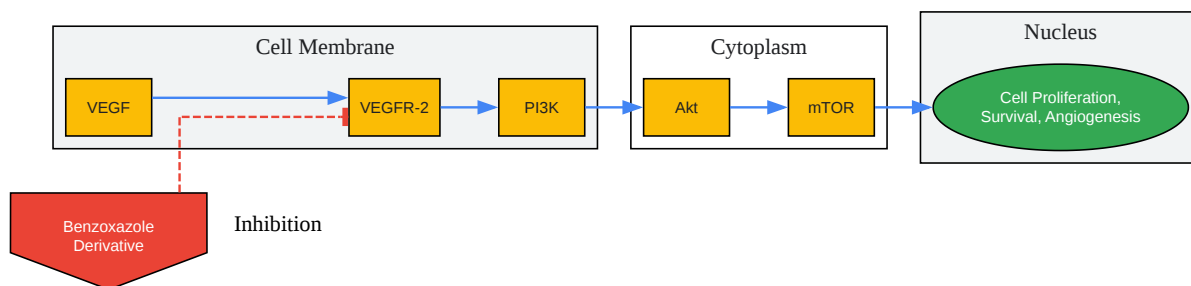 Cell Membrane
Cytoplasm
Nucleus
VEGF
VEGFR-2
PI3K
Akt
mTOR
Cell Proliferation,
Survival, Angiogenesis
Benzoxazole
Derivative
Inhibition